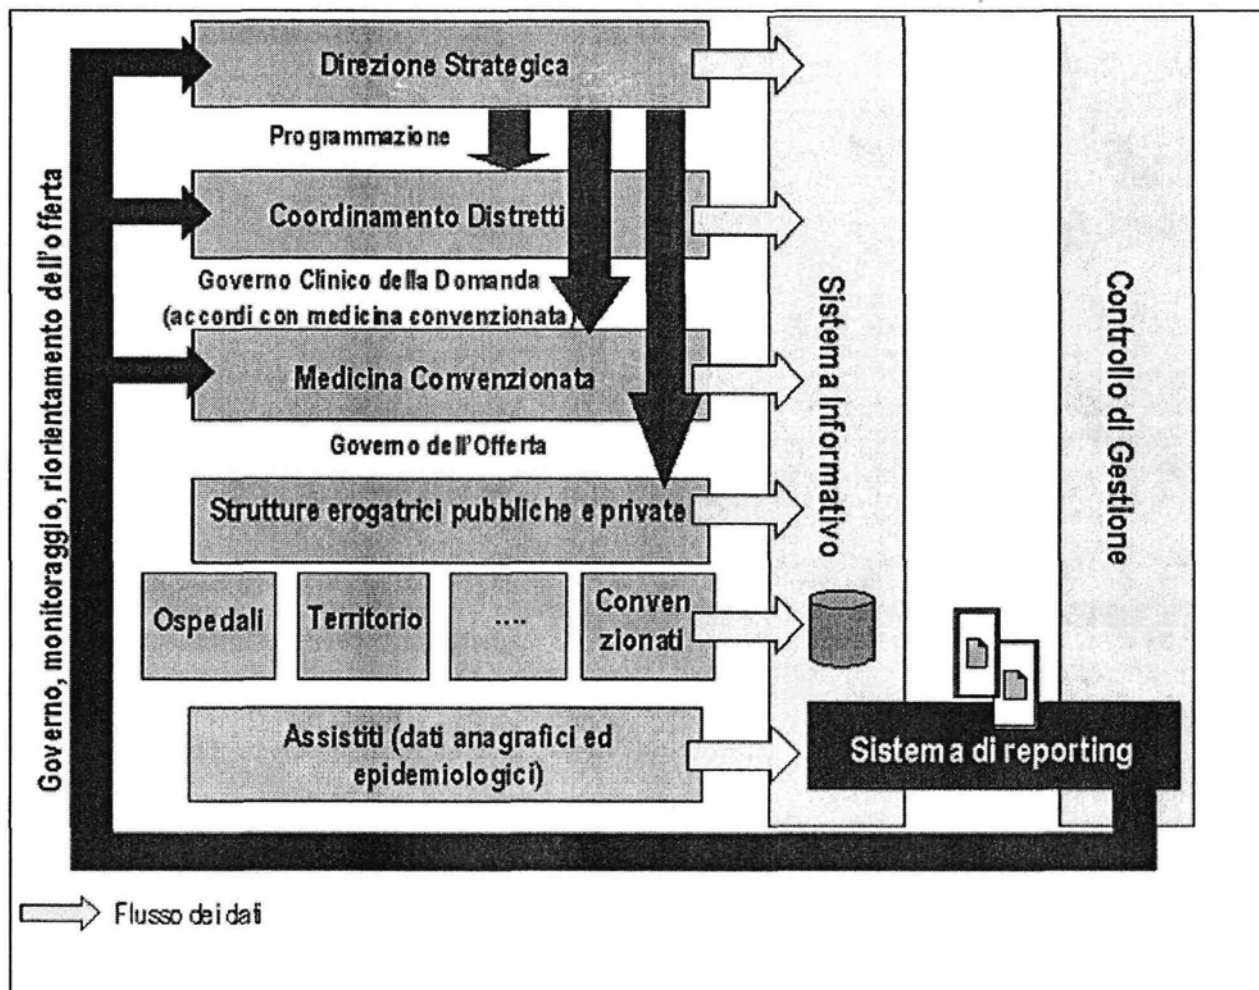 Direzione Strategica
Programmazione
Coordinamento Distretti
Governo Clinico della Domanda
(accordi con medicina convenzionata)
Medicina Convenzionata
Governo dell'Offerta
Strutture erogatrici pubbliche e private
Ospedali
Territorio
....
Conven
zionati
Assistiti (dati anagrafici ed
epidemiologici)
Governo, monitoraggio, riorientamento dell'offerta
Sistema Informativo
Controllo di Gestione
Sistema di reporting
Flusso dei dati